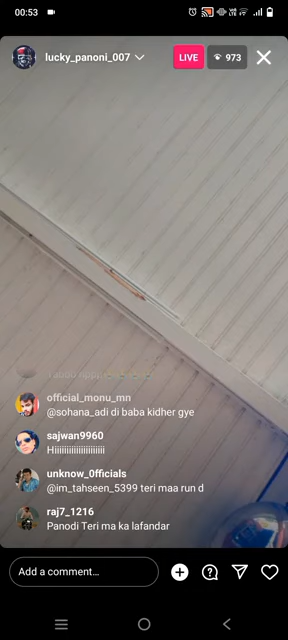 00:53
lucky_panoni_007
LIVE
973
official_monu_mn
@sohana_adi di baba kidher gye
sajwan9960
Hiiiiiiiiiiiiiiiiiiiii
unknow_0fficials
@im_tahseen_5399 teri maa run d
raj7_1216
Panodi Teri ma ka lafandar
Add a comment...